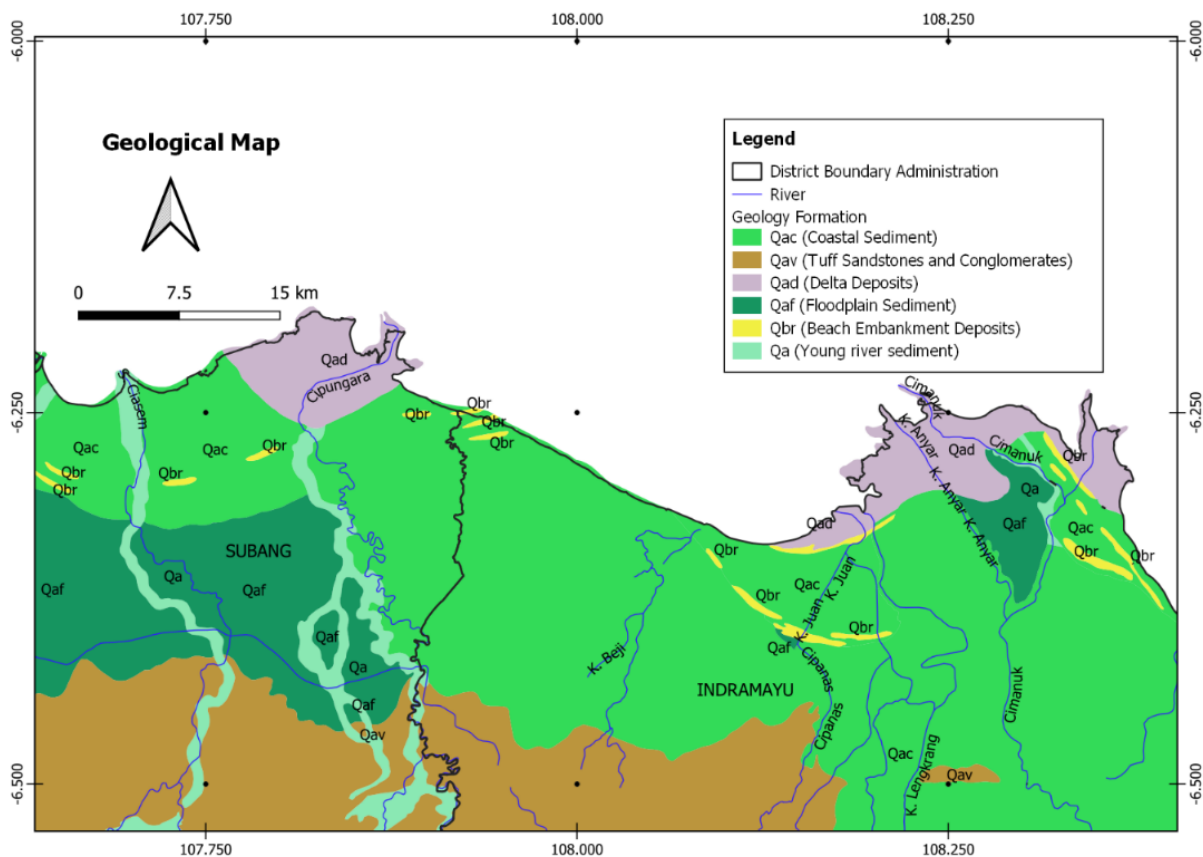 107.750
108.000
108.250
-6.000
-6.000
Geological Map
Legend
District Boundary Administration
River
Geology Formation
Qac (Coastal Sediment)
Qav (Tuff Sandstones and Conglomerates)
Qad (Delta Deposits)
Qaf (Floodplain Sediment)
Qbr (Beach Embankment Deposits)
Qa (Young river sediment)
0 7.5 15 km
Qad
Cipungara
Ciasem
Qbr
Qbr
Qbr
Qbr
Cimanuk
-6.250
-6.250
K. Anyar
Qad
Cimanuk
Qbr
Qac
Qac
Qbr
Qbr
Qbr
Qbr
K. Anyar
Qa
Qad
Qaf
K. Anyar
Qac
Qbr
Qbr
SUBANG
Qbr
Qa
Qaf
Qaf
Qac
K. Juan
Qbr
K. Juan
Qbr
Qaf
Qaf
K. Beji
Cipanas
Qa
INDRAMAYU
Qaf
Cipanas
Cimanuk
Qav
Qac
K. Lengkrang
Qav
-6.500
-6.500
107.750
108.000
108.250